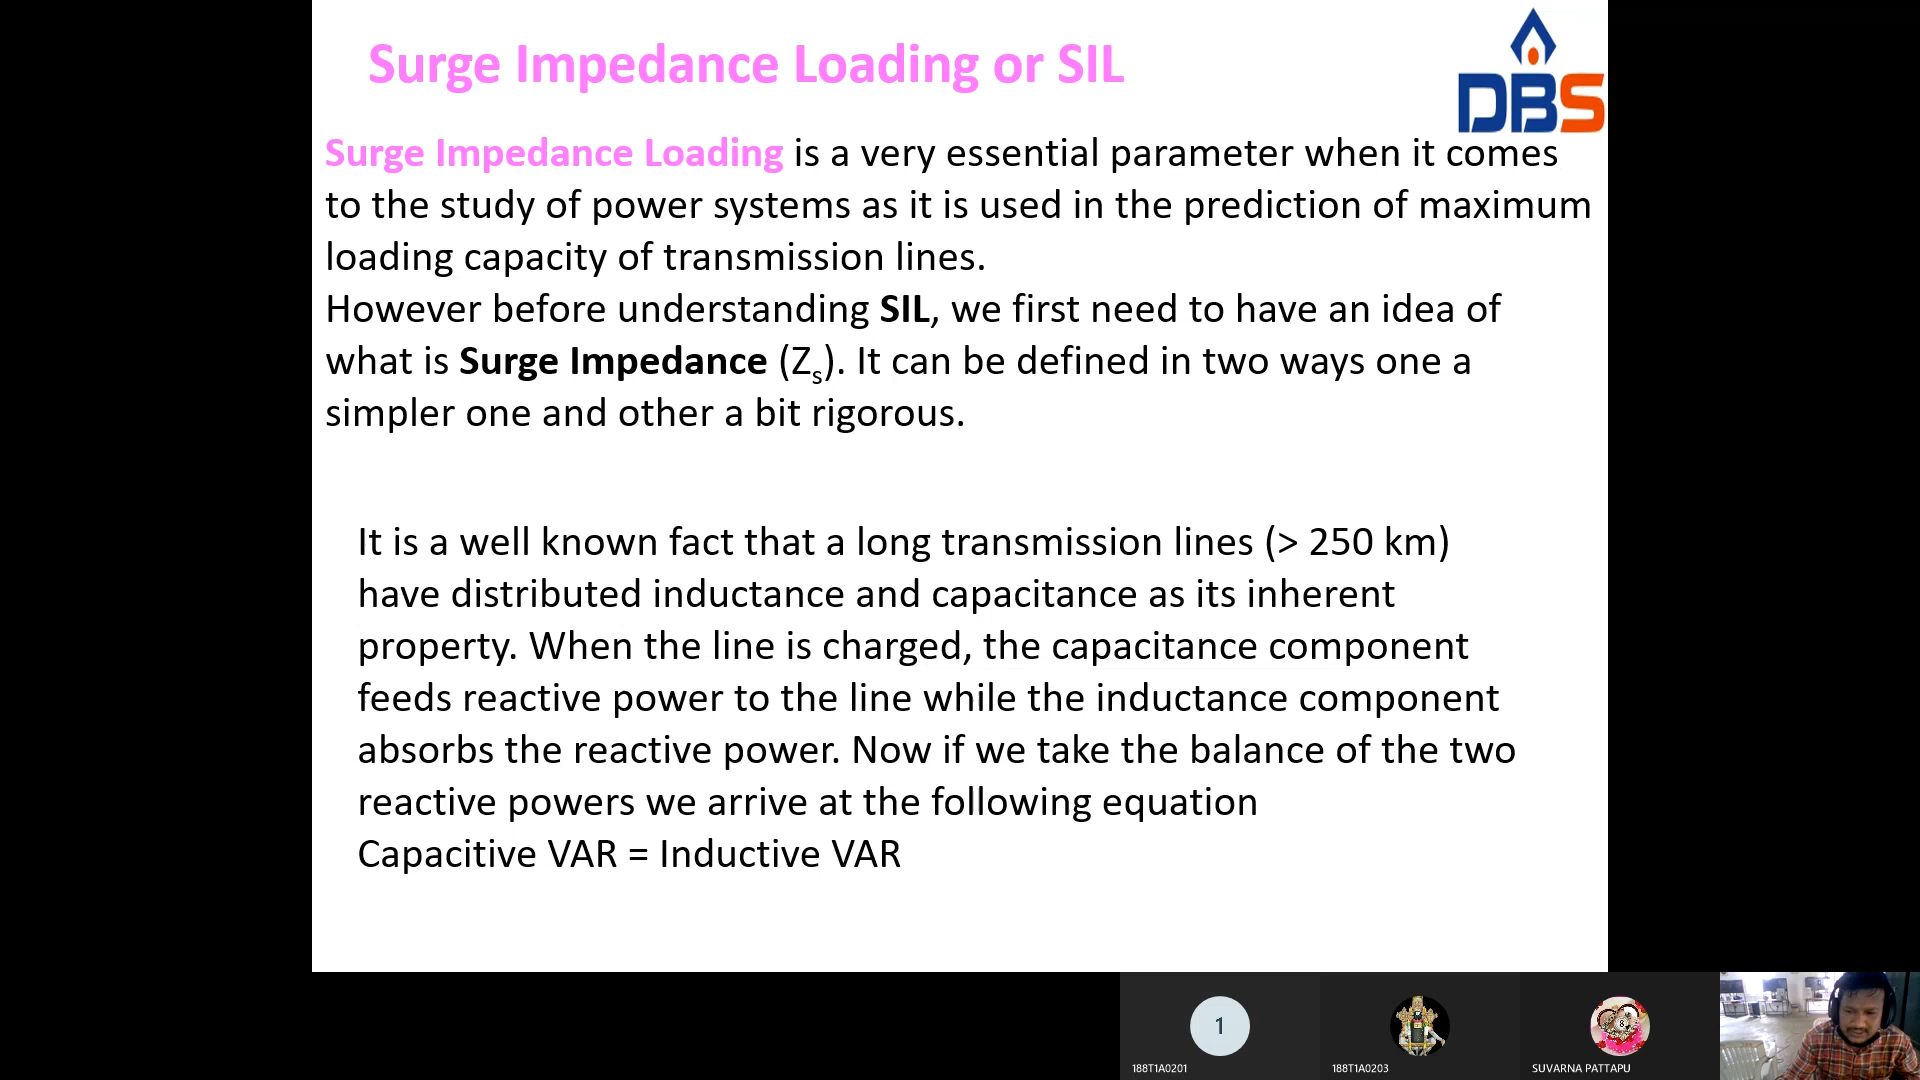 Surge Impedance Loading or SIL
DBS
Surge Impedance Loading is a very essential parameter when it comes
to the study of power systems as it is used in the prediction of maximum
loading capacity of transmission lines.
However before understanding SIL, we first need to have an idea of
what is Surge Impedance (Zs). It can be defined in two ways one a
simpler one and other a bit rigorous.
It is a well known fact that a long transmission lines (> 250 km)
have distributed inductance and capacitance as its inherent
property. When the line is charged, the capacitance component
feeds reactive power to the line while the inductance component
absorbs the reactive power. Now if we take the balance of the two
reactive powers we arrive at the following equation
Capacitive VAR = Inductive VAR
1
188T1A0201
188T1A0203
SUVARNA PATTAPU